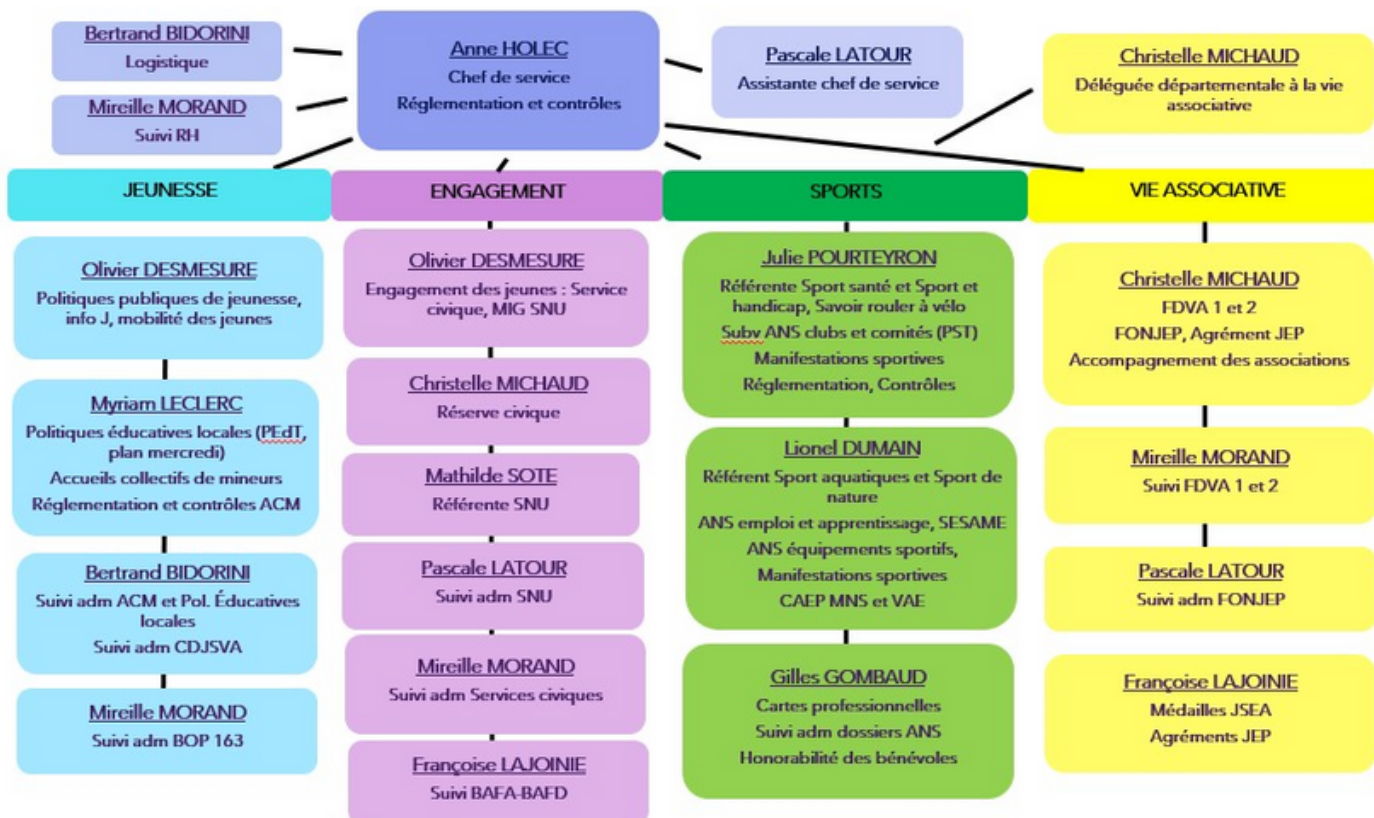 Bertrand BIDORINI
Logistique
Mireille MORAND
Suivi RH
Anne HOLEC
Chef de service
Réglementation et contrôles
Pascale LATOUR
Assistante chef de service
Christelle MICHAUD
Déléguée départementale à la vie
associative
JEUNESSE
Olivier DESMESURE
Politiques publiques de jeunesse,
info J, mobilité des jeunes
Myriam LECLERC
Politiques éducatives locales (PEdT,
plan mercredi)
Accueils collectifs de mineurs
Réglementation et contrôles ACM
Bertrand BIDORINI
Suivi adm ACM et Pol. Éducatives
locales
Suivi adm CDJSVA
Mireille MORAND
Suivi adm BOP 163
ENGAGEMENT
Olivier DESMESURE
Engagement des jeunes : Service
civique, MIG SNU
Christelle MICHAUD
Réserve civique
Mathilde SOTE
Référente SNU
Pascale LATOUR
Suivi adm SNU
Mireille MORAND
Suivi adm Services civiques
Françoise LAJOINIE
Suivi BAFA-BAFD
SPORTS
Julie POURTEYRON
Référente Sport santé et Sport et
handicap, Savoir rouler à vélo
Subv ANS clubs et comités (PST)
Manifestations sportives
Réglementation, Contrôles
Lionel DUMAIN
Référent Sport aquatiques et Sport de
nature
ANS emploi et apprentissage, SESAME
ANS équipements sportifs,
Manifestations sportives
CAEP MNS et VAE
Gilles GOMBAUD
Cartes professionnelles
Suivi adm dossiers ANS
Honorabilité des bénévoles
VIE ASSOCIATIVE
Christelle MICHAUD
FDVA 1 et 2
FONJEP, Agrément JEP
Accompagnement des associations
Mireille MORAND
Suivi FDVA 1 et 2
Pascale LATOUR
Suivi adm FONJEP
Françoise LAJOINIE
Médailles JSEA
Agréments JEP